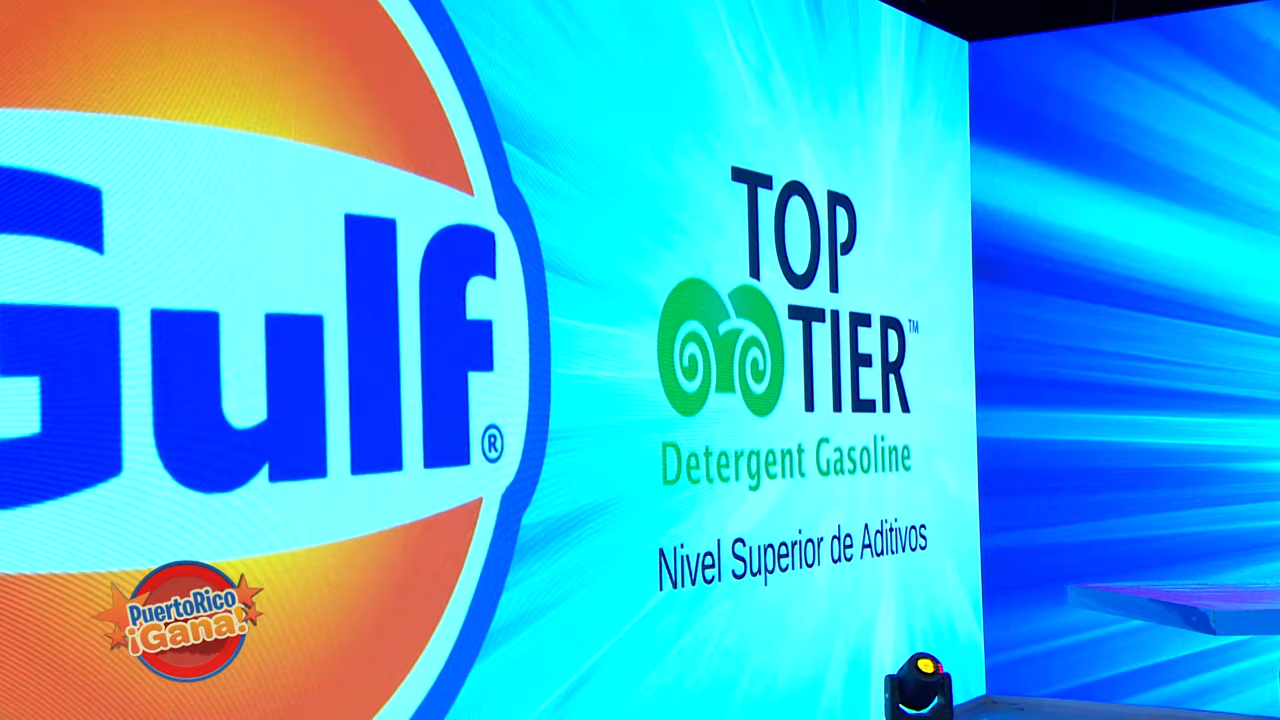 Gulf®
TOP
TIER™
Detergent Gasoline
Nivel Superior de Aditivos
PuertoRico
¡Gana!